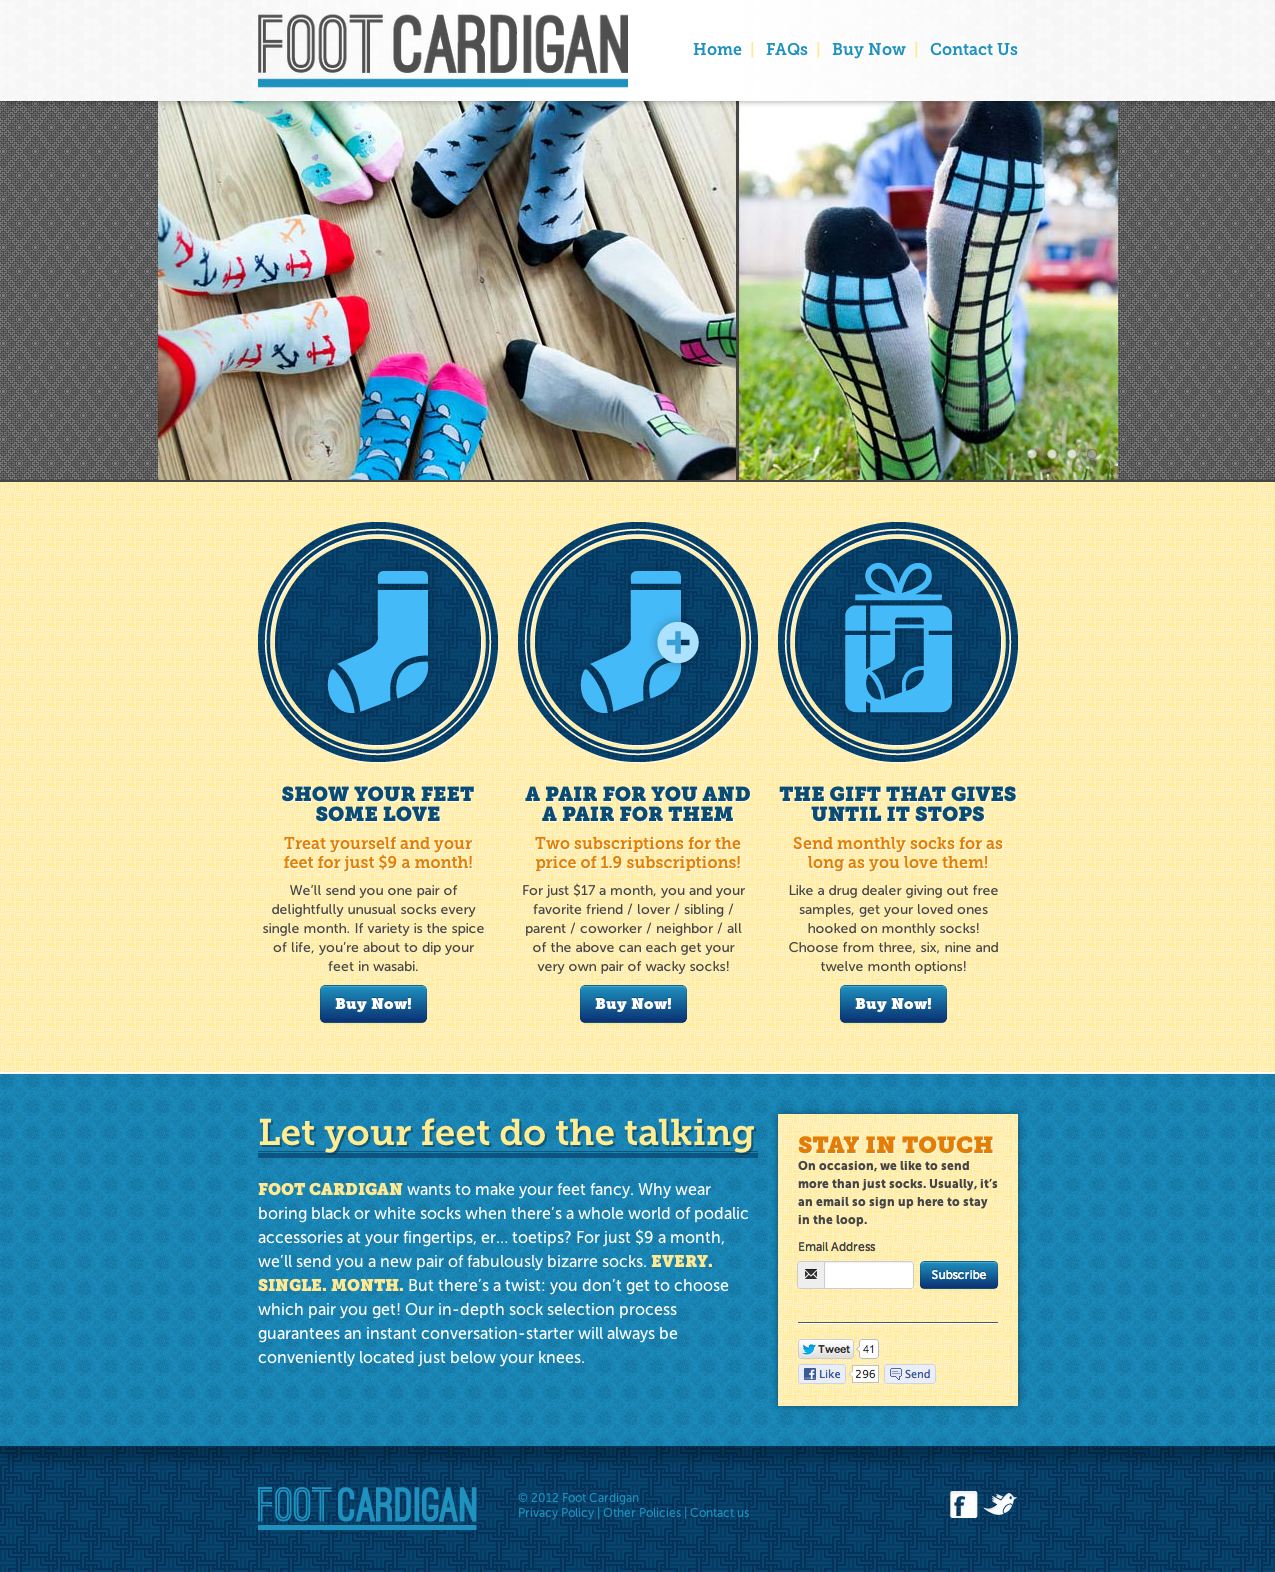 FOOT CARDIGAN
Home | FAQs | Buy Now | Contact Us
SHOW YOUR FEET
SOME LOVE
Treat yourself and your
feet for just $9 a month!
We’ll send you one pair of
delightfully unusual socks every
single month. If variety is the spice
of life, you’re about to dip your
feet in wasabi.
Buy Now!
A PAIR FOR YOU AND
A PAIR FOR THEM
Two subscriptions for the
price of 1.9 subscriptions!
For just $17 a month, you and your
favorite friend / lover / sibling /
parent / coworker / neighbor / all
of the above can each get your
very own pair of wacky socks!
Buy Now!
THE GIFT THAT GIVES
UNTIL IT STOPS
Send monthly socks for as
long as you love them!
Like a drug dealer giving out free
samples, get your loved ones
hooked on monthly socks!
Choose from three, six, nine and
twelve month options!
Buy Now!
Let your feet do the talking
FOOT CARDIGAN wants to make your feet fancy. Why wear
boring black or white socks when there’s a whole world of podalic
accessories at your fingertips, er... toetips? For just $9 a month,
we’ll send you a new pair of fabulously bizarre socks. EVERY.
SINGLE. MONTH. But there’s a twist: you don’t get to choose
which pair you get! Our in-depth sock selection process
guarantees an instant conversation-starter will always be
conveniently located just below your knees.
STAY IN TOUCH
On occasion, we like to send
more than just socks. Usually, it’s
an email so sign up here to stay
in the loop.
Email Address
Subscribe
Tweet 41
Like 296 Send
FOOT CARDIGAN
© 2012 Foot Cardigan
Privacy Policy | Other Policies | Contact us